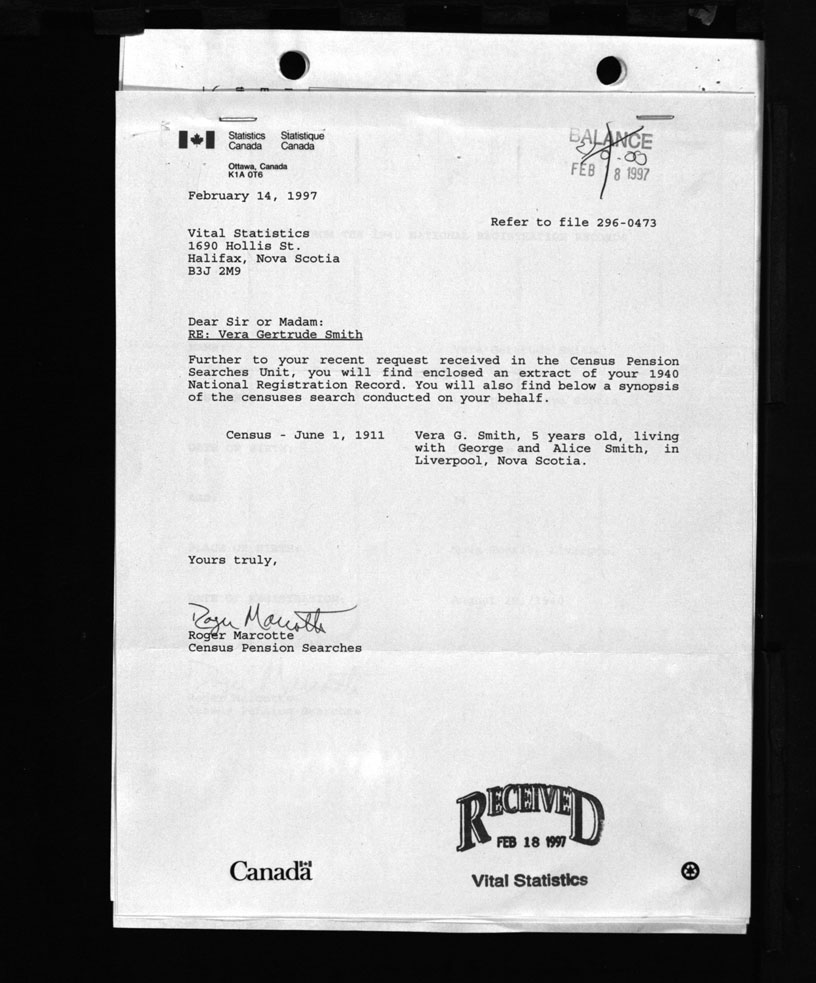 Statistics Statistique
Canada Canada
Ottawa, Canada
K1A 0T6
BALANCE
FEB 8 1997
February 14, 1997
Refer to file 296-0473
Vital Statistics
1690 Hollis St.
Halifax, Nova Scotia
B3J 2M9
Dear Sir or Madam:
RE: Vera Gertrude Smith
Further to your recent request received in the Census Pension
Searches Unit, you will find enclosed an extract of your 1940
National Registration Record. You will also find below a synopsis
of the censuses search conducted on your behalf.
Census - June 1, 1911 Vera G. Smith, 5 years old, living
with George and Alice Smith, in
Liverpool, Nova Scotia.
Yours truly,
Roger Marcotte
Roger Marcotte
Census Pension Searches
RECEIVED
FEB 18 1997
Vital Statistics
Canada